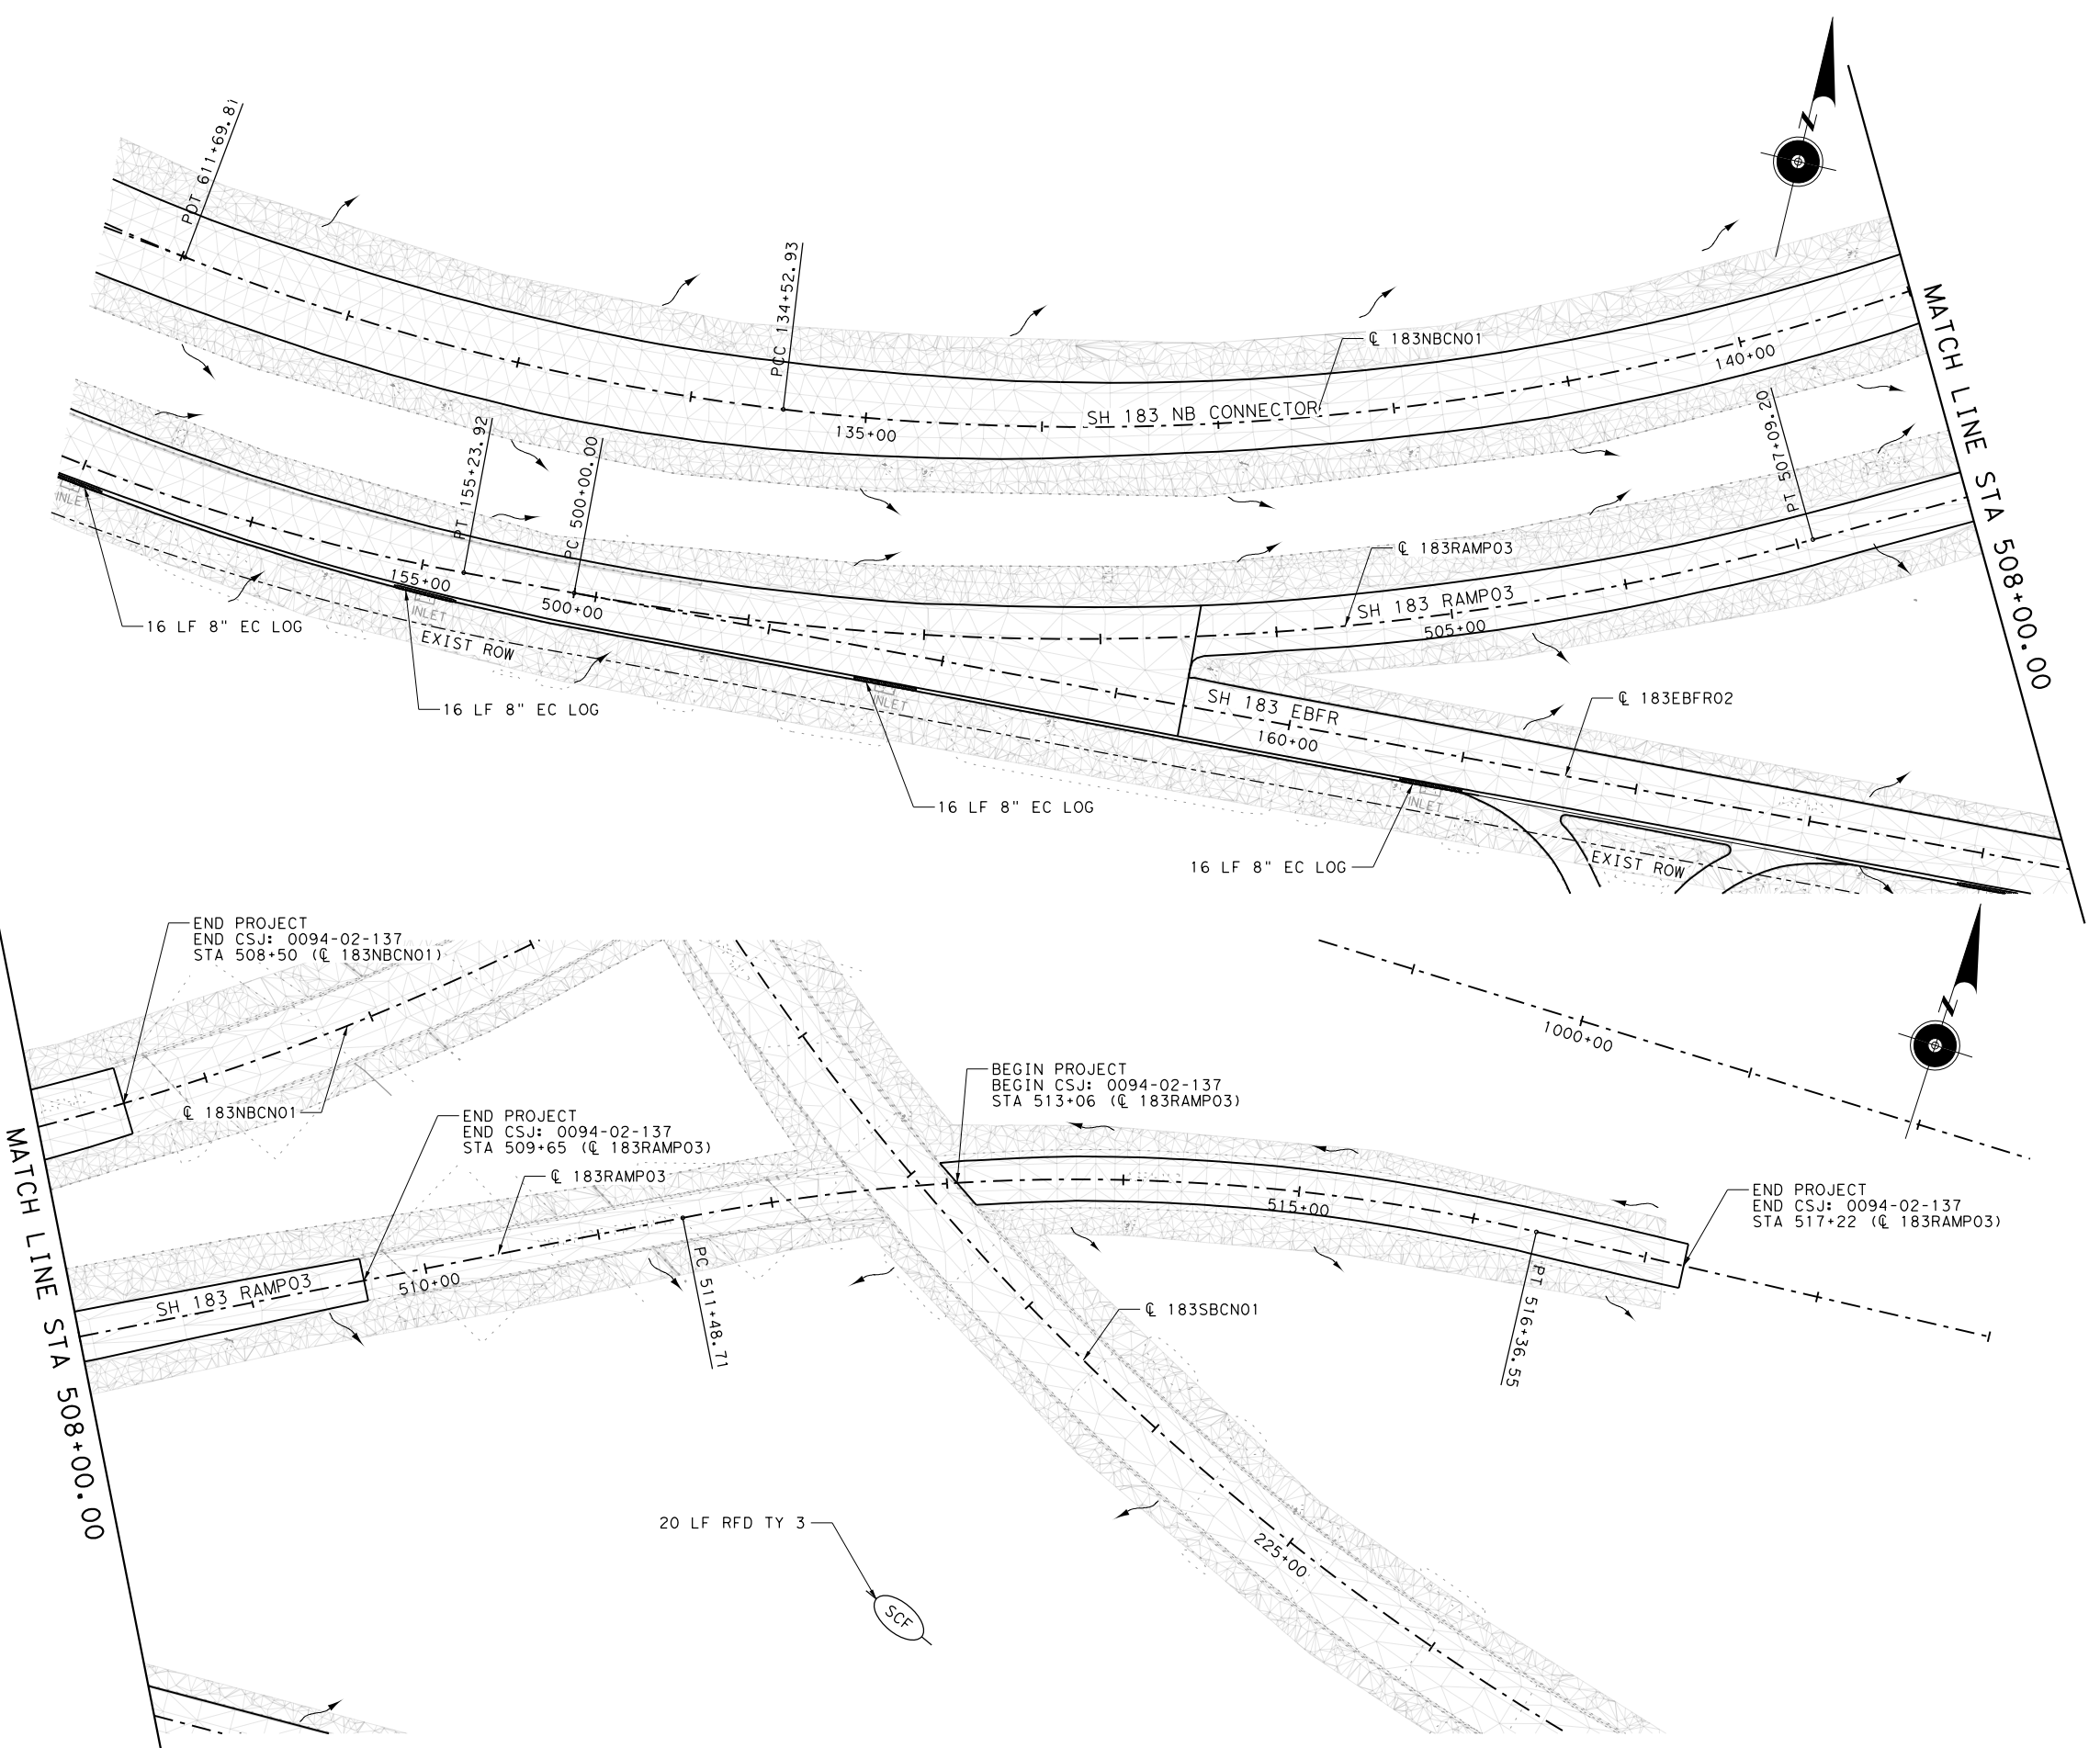 POT 611+69.81
N
PCC 134+52.93
℄ 183NBCN01
SH 183 NB CONNECTOR
135+00
140+00
MATCH LINE STA 508+00.00
PT 155+23.92
PC 500+00.00
PT 507+09.20
INLET
155+00
INLET
500+00
℄ 183RAMP03
SH 183 RAMP03
505+00
16 LF 8" EC LOG
EXIST ROW
16 LF 8" EC LOG
INLET
SH 183 EBFR
℄ 183EBFR02
160+00
16 LF 8" EC LOG
INLET
16 LF 8" EC LOG
EXIST ROW
END PROJECT
END CSJ: 0094-02-137
STA 508+50 (℄ 183NBCN01)
N
1000+00
℄ 183NBCN01
BEGIN PROJECT
BEGIN CSJ: 0094-02-137
STA 513+06 (℄ 183RAMP03)
END PROJECT
END CSJ: 0094-02-137
STA 509+65 (℄ 183RAMP03)
℄ 183RAMP03
MATCH LINE STA 508+00.00
515+00
END PROJECT
END CSJ: 0094-02-137
STA 517+22 (℄ 183RAMP03)
SH 183 RAMP03
510+00
PC 511+48.71
PT 516+36.55
℄ 183SBCN01
20 LF RFD TY 3
SCF
225+00